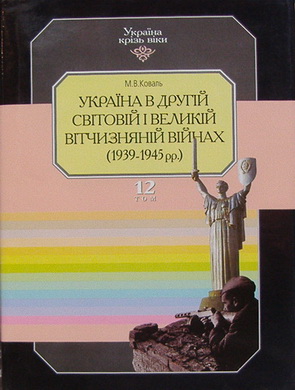 Україна
крізь віки
М.В.Коваль
УКРАЇНА В ДРУГІЙ
СВІТОВІЙ І ВЕЛИКІЙ
ВІТЧИЗНЯНІЙ ВІЙНАХ
(1939-1945 рр.)
12
ТОМ